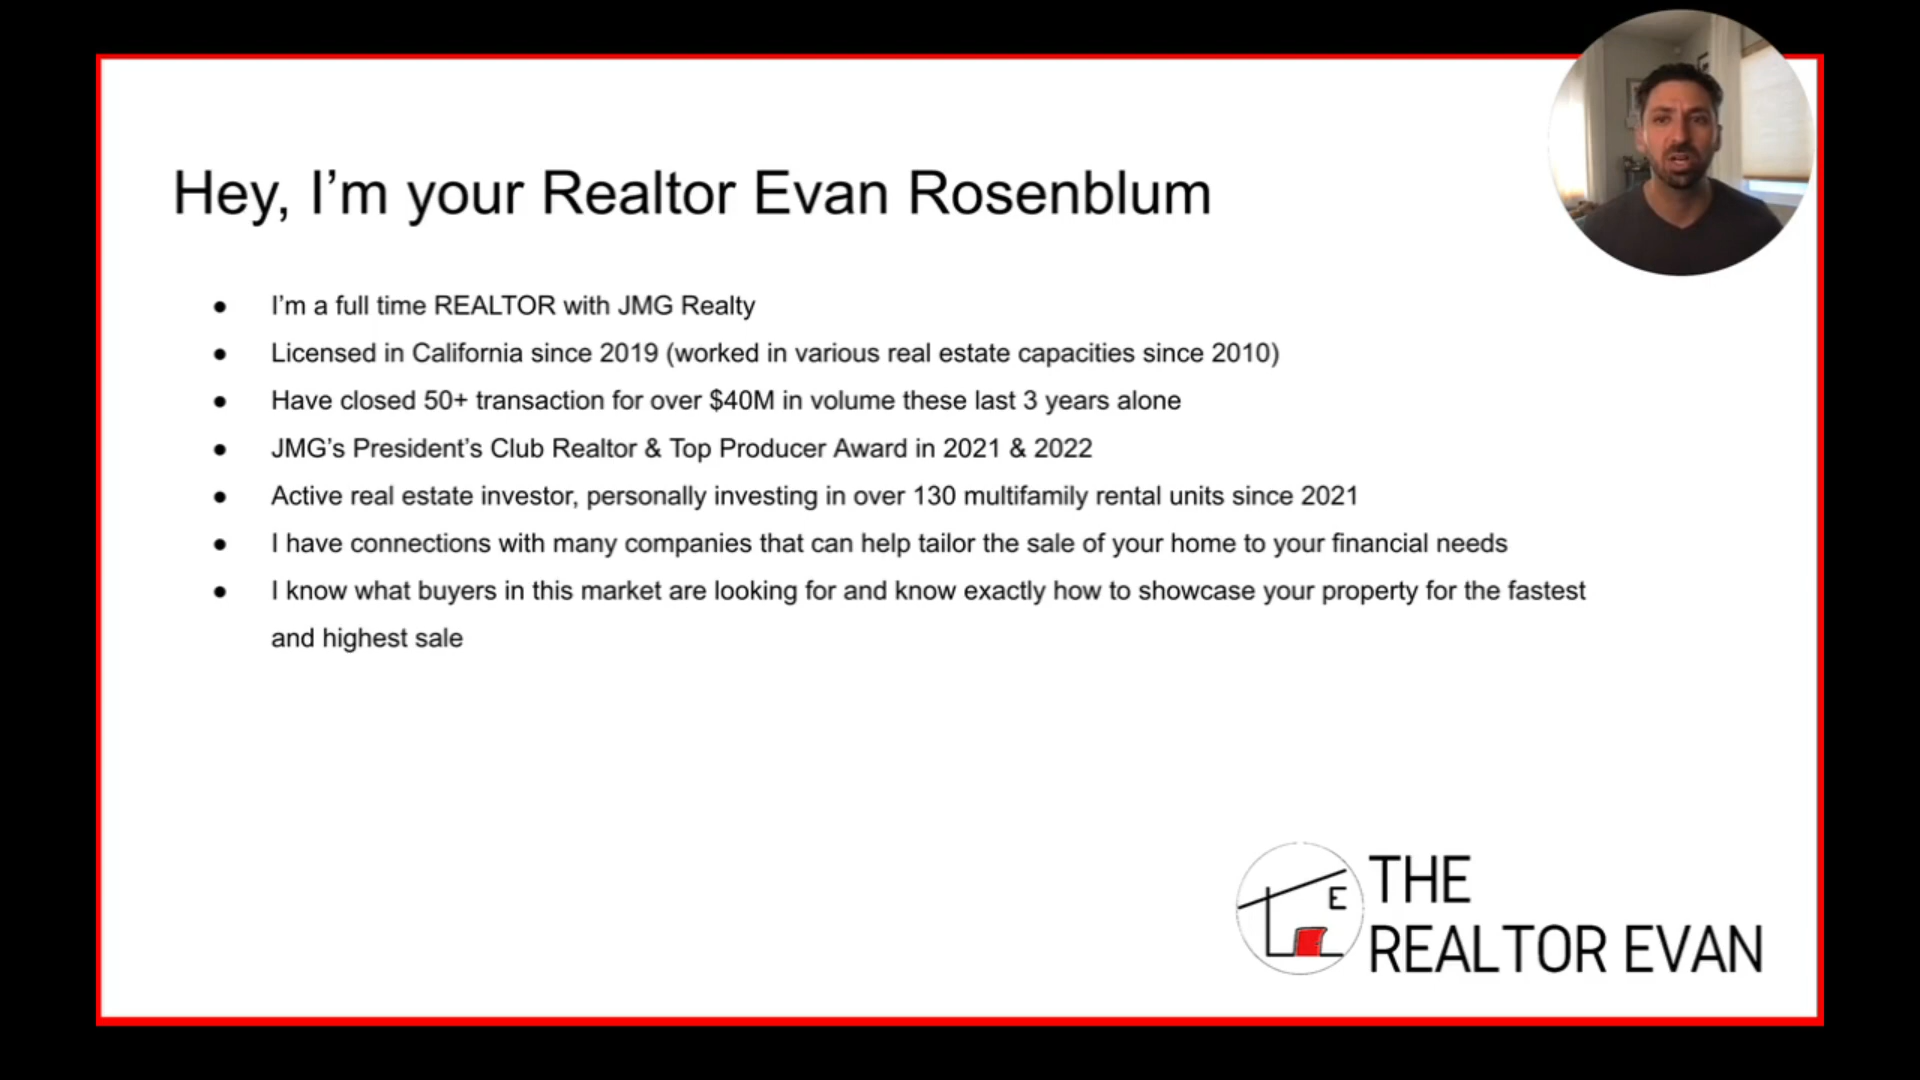 Hey, I’m your Realtor Evan Rosenblum
● I’m a full time REALTOR with JMG Realty
● Licensed in California since 2019 (worked in various real estate capacities since 2010)
● Have closed 50+ transaction for over $40M in volume these last 3 years alone
● JMG’s President’s Club Realtor & Top Producer Award in 2021 & 2022
● Active real estate investor, personally investing in over 130 multifamily rental units since 2021
● I have connections with many companies that can help tailor the sale of your home to your financial needs
● I know what buyers in this market are looking for and know exactly how to showcase your property for the fastest
and highest sale
E
THE
REALTOR EVAN